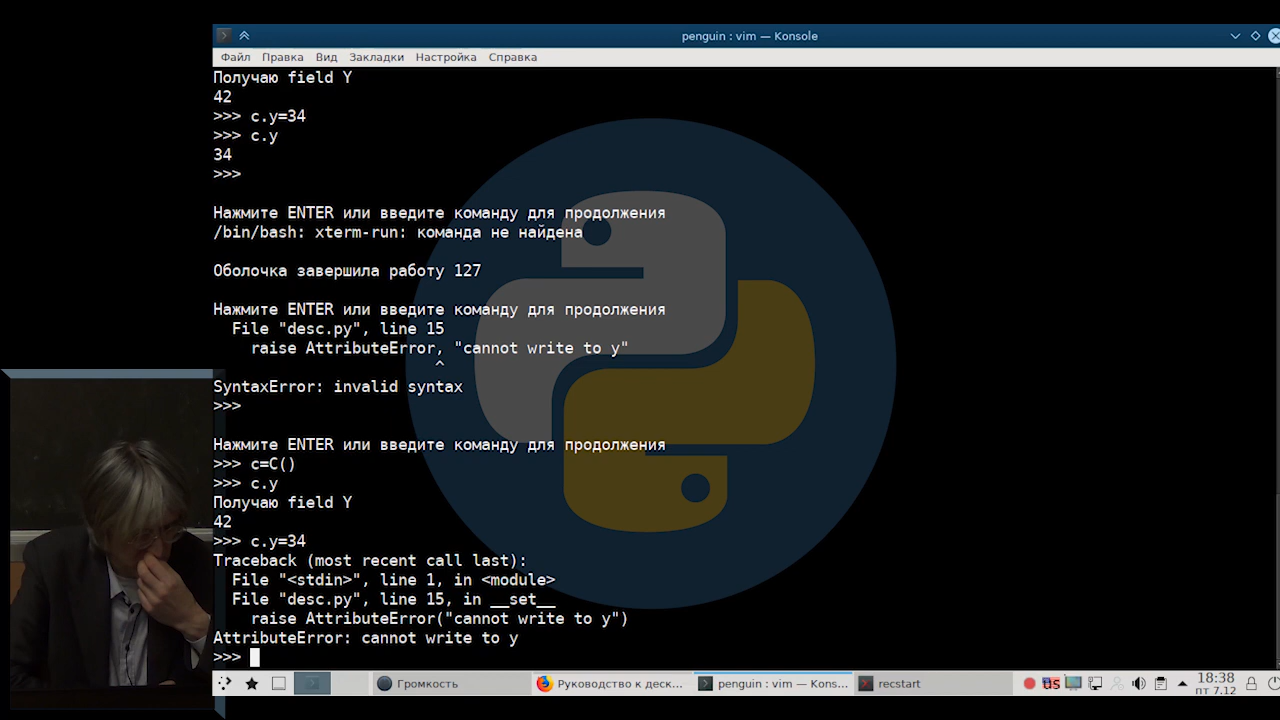 penguin : vim — Konsole
Файл Правка Вид Закладки Настройка Справка
Получаю field Y
42
>>> c.y=34
>>> c.y
34
>>>
Нажмите ENTER или введите команду для продолжения
/bin/bash: xterm-run: команда не найдена
Оболочка завершила работу 127
Нажмите ENTER или введите команду для продолжения
File "desc.py", line 15
raise AttributeError, "cannot write to y"
^
SyntaxError: invalid syntax
>>>
Нажмите ENTER или введите команду для продолжения
>>> c=C()
>>> c.y
Получаю field Y
42
>>> c.y=34
Traceback (most recent call last):
File "<stdin>", line 1, in <module>
File "desc.py", line 15, in __set__
raise AttributeError("cannot write to y")
AttributeError: cannot write to y
>>>
Громкость Руководство к деск... penguin : vim — Kons... recstart us 18:38
пт 7.12